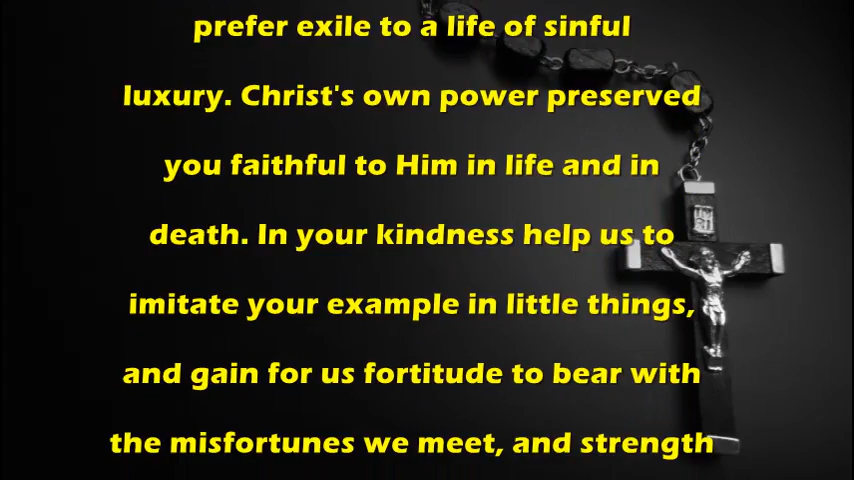 prefer exile to a life of sinful
luxury. Christ's own power preserved
you faithful to Him in life and in
death. In your kindness help us to
imitate your example in little things,
and gain for us fortitude to bear with
the misfortunes we meet, and strength